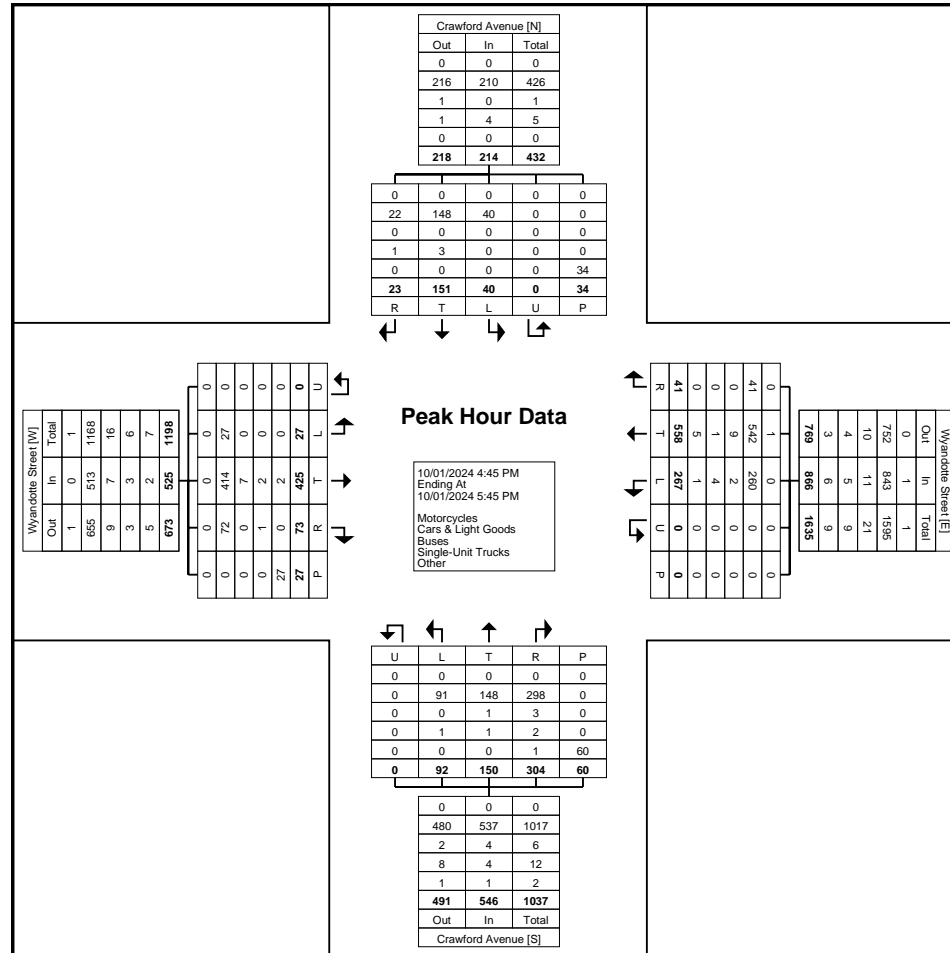 Crawford Avenue [N]
Out In Total
0 0 0
216 210 426
1 0 1
1 4 5
0 0 0
218 214 432
0 0 0 0 0
22 148 40 0 0
0 0 0 0 0
1 3 0 0 0
0 0 0 0 34
23 151 40 0 34
R T L U P
Wyandotte Street [W]
Total In Out
1 0 1
1168 513 655
16 7 9
6 3 3
7 2 5
1198 525 673
0 0 0 0 0
0 27 414 72 0
0 0 7 0 0
0 0 2 1 0
0 0 2 0 27
0 27 425 73 27
U L T R P
Peak Hour Data
10/01/2024 4:45 PM
Ending At
10/01/2024 5:45 PM
Motorcycles
Cars & Light Goods
Buses
Single-Unit Trucks
Other
R T L U P
41 558 267 0 0
0 5 1 0 0
0 1 4 0 0
0 9 2 0 0
41 542 260 0 0
0 1 0 0 0
Wyandotte Street [E]
Out In Total
0 1 1
752 843 1595
10 11 21
4 5 9
3 6 9
769 866 1635
U L T R P
0 0 0 0 0
0 91 148 298 0
0 0 1 3 0
0 1 1 2 0
0 0 0 1 60
0 92 150 304 60
0 0 0
480 537 1017
2 4 6
8 4 12
1 1 2
491 546 1037
Out In Total
Crawford Avenue [S]